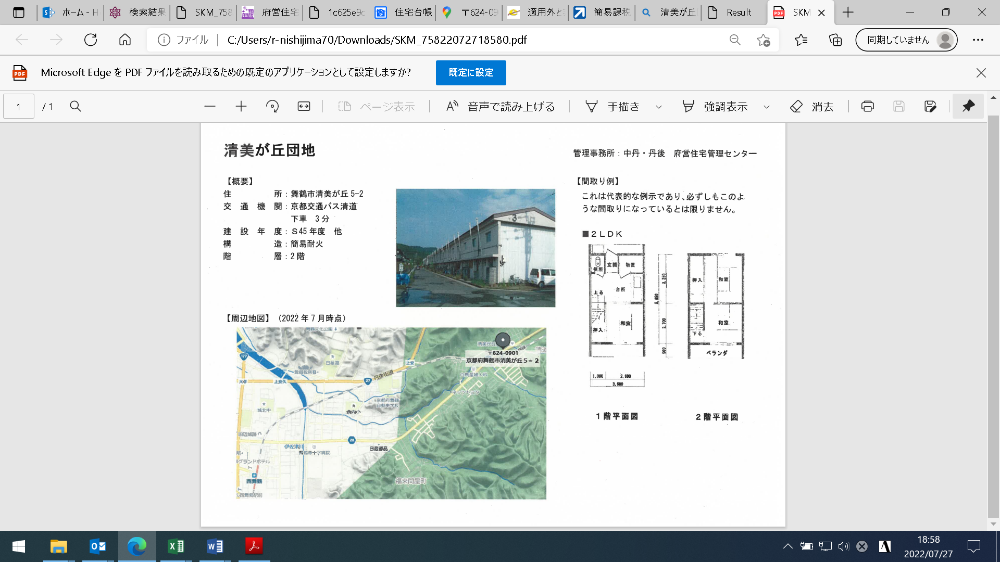 ホーム - H
検索結果
SKM_758
府営住宅
1c625e9c
住宅台帳
〒624-09
適用外と
簡易課税
清美が丘
Result
SKM
ファイル
C:/Users/r-nishijima70/Downloads/SKM_75822072718580.pdf
同期していません
Microsoft Edge を PDF ファイルを読み取るための既定のアプリケーションとして設定しますか?
既定に設定
1 / 1
ページ表示
音声で読み上げる
手描き
強調表示
消去
清美が丘団地
管理事務所：中丹・丹後 府営住宅管理センター
【概要】
住所：舞鶴市清美が丘 5-2
交通機関：京都交通バス清道
下車 3 分
建設年度：S45 年度 他
構造：簡易耐火
階層：2 階
3
【間取り例】
これは代表的な例示であり、必ずしもこのよ
うな間取りになっているとは限りません。
■２ＬＤＫ
便所
玄関
物置
台所
上る
和室
押入
3,250
5,950
2,700
900
押入
和室
和室
下る
ベランダ
1,000
2,600
3,600
１階平面図
２階平面図
【周辺地図】（2022 年 7 月時点）
舞鶴文化公園
177
日星高
舞鶴税務署
大手
上安久
上安
27
丹後街道
清美が丘
清道
〒624-0901
京都府舞鶴市清美が丘５－２
白鳥産婦人科
ネッツトヨタ
京都府舞鶴
自動車学校
余内小
城北中
田辺城跡
伊佐津川
28
舞鶴赤十字病院
日産部品
グランドホテル
西舞鶴
西舞鶴駅前
福来問屋町
18:58
2022/07/27